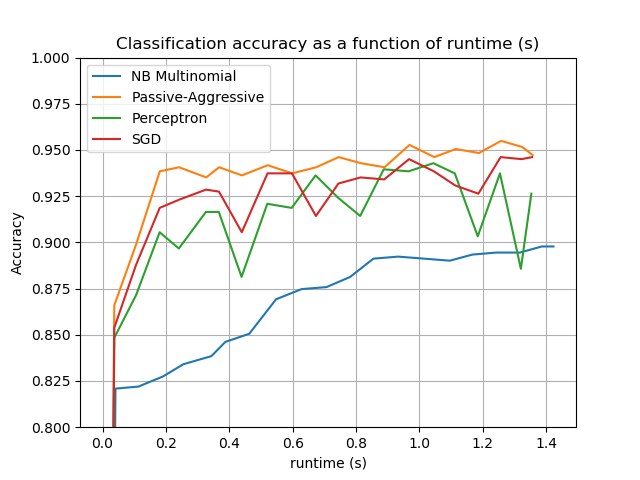 Classification accuracy as a function of runtime (s)
NB Multinomial
Passive-Aggressive
Perceptron
SGD
1.000
0.975
0.950
0.925
0.900
0.875
0.850
0.825
0.800
Accuracy
0.0 0.2 0.4 0.6 0.8 1.0 1.2 1.4
runtime (s)